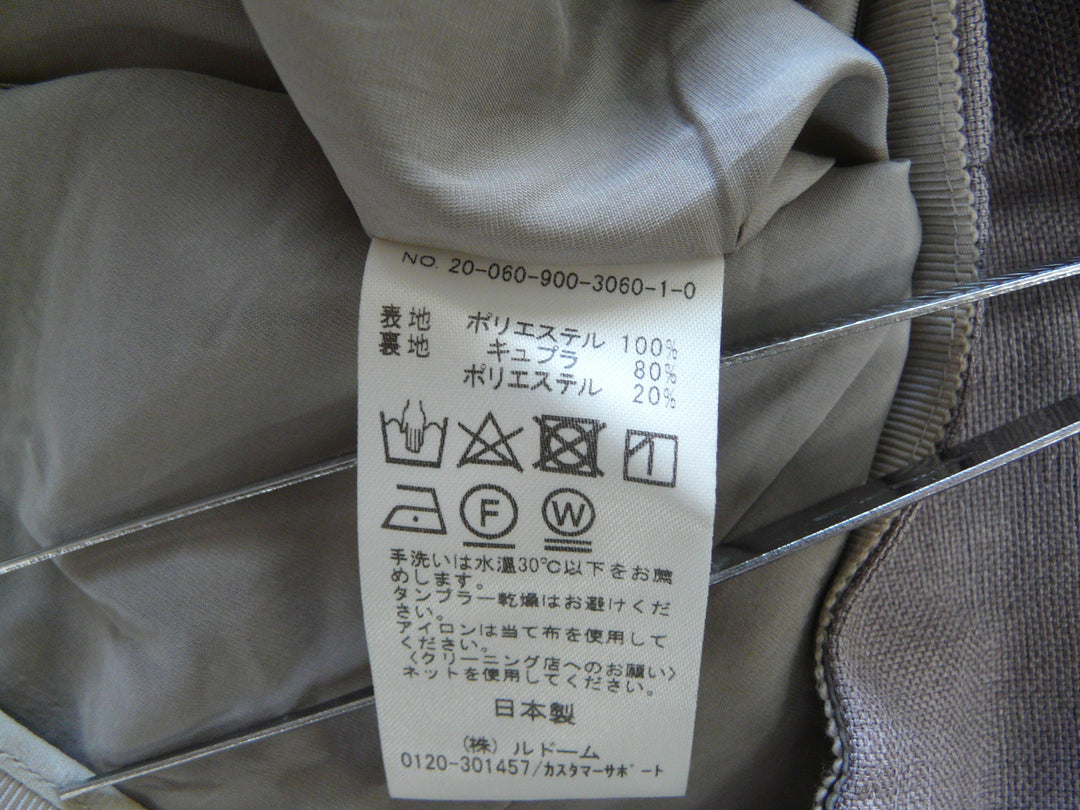 NO. 20-060-900-3060-1-0
表地 ポリエステル 100%
裏地 キュプラ 80%
ポリエステル 20%
F W
手洗いは水温30℃以下をお薦
めします。
タンブラー乾燥はお避けくだ
さい。
アイロンは当て布を使用して
ください。
〈クリーニング店へのお願い〉
ネットを使用してください。
日本製
(株) ルドーム
0120-301457/カスタマーサポート